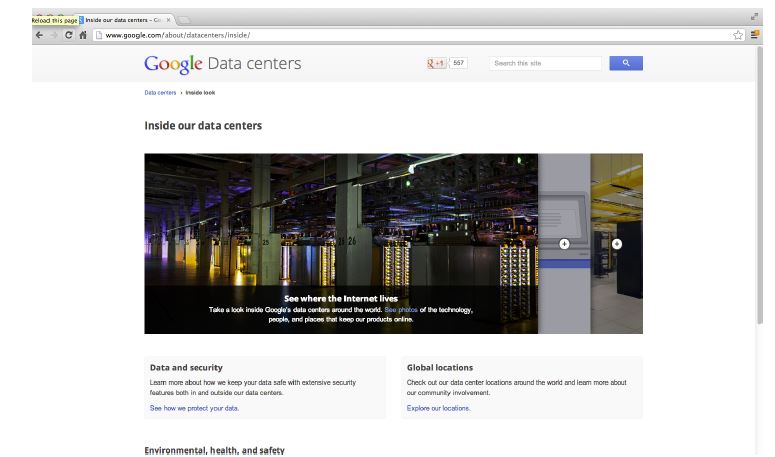 Reload this page
Inside our data centers – Go
www.google.com/about/datacenters/inside/
Google Data centers
+1
557
Search this site
Data centers › Inside look
Inside our data centers
25
25 26
See where the Internet lives
Take a look inside Google's data centers around the world. See photos of the technology,
people, and places that keep our products online.
Data and security
Learn more about how we keep your data safe with extensive security
features both in and outside our data centers.
See how we protect your data.
Global locations
Check out our data center locations around the world and learn more about
our community involvement.
Explore our locations.
Environmental, health, and safety